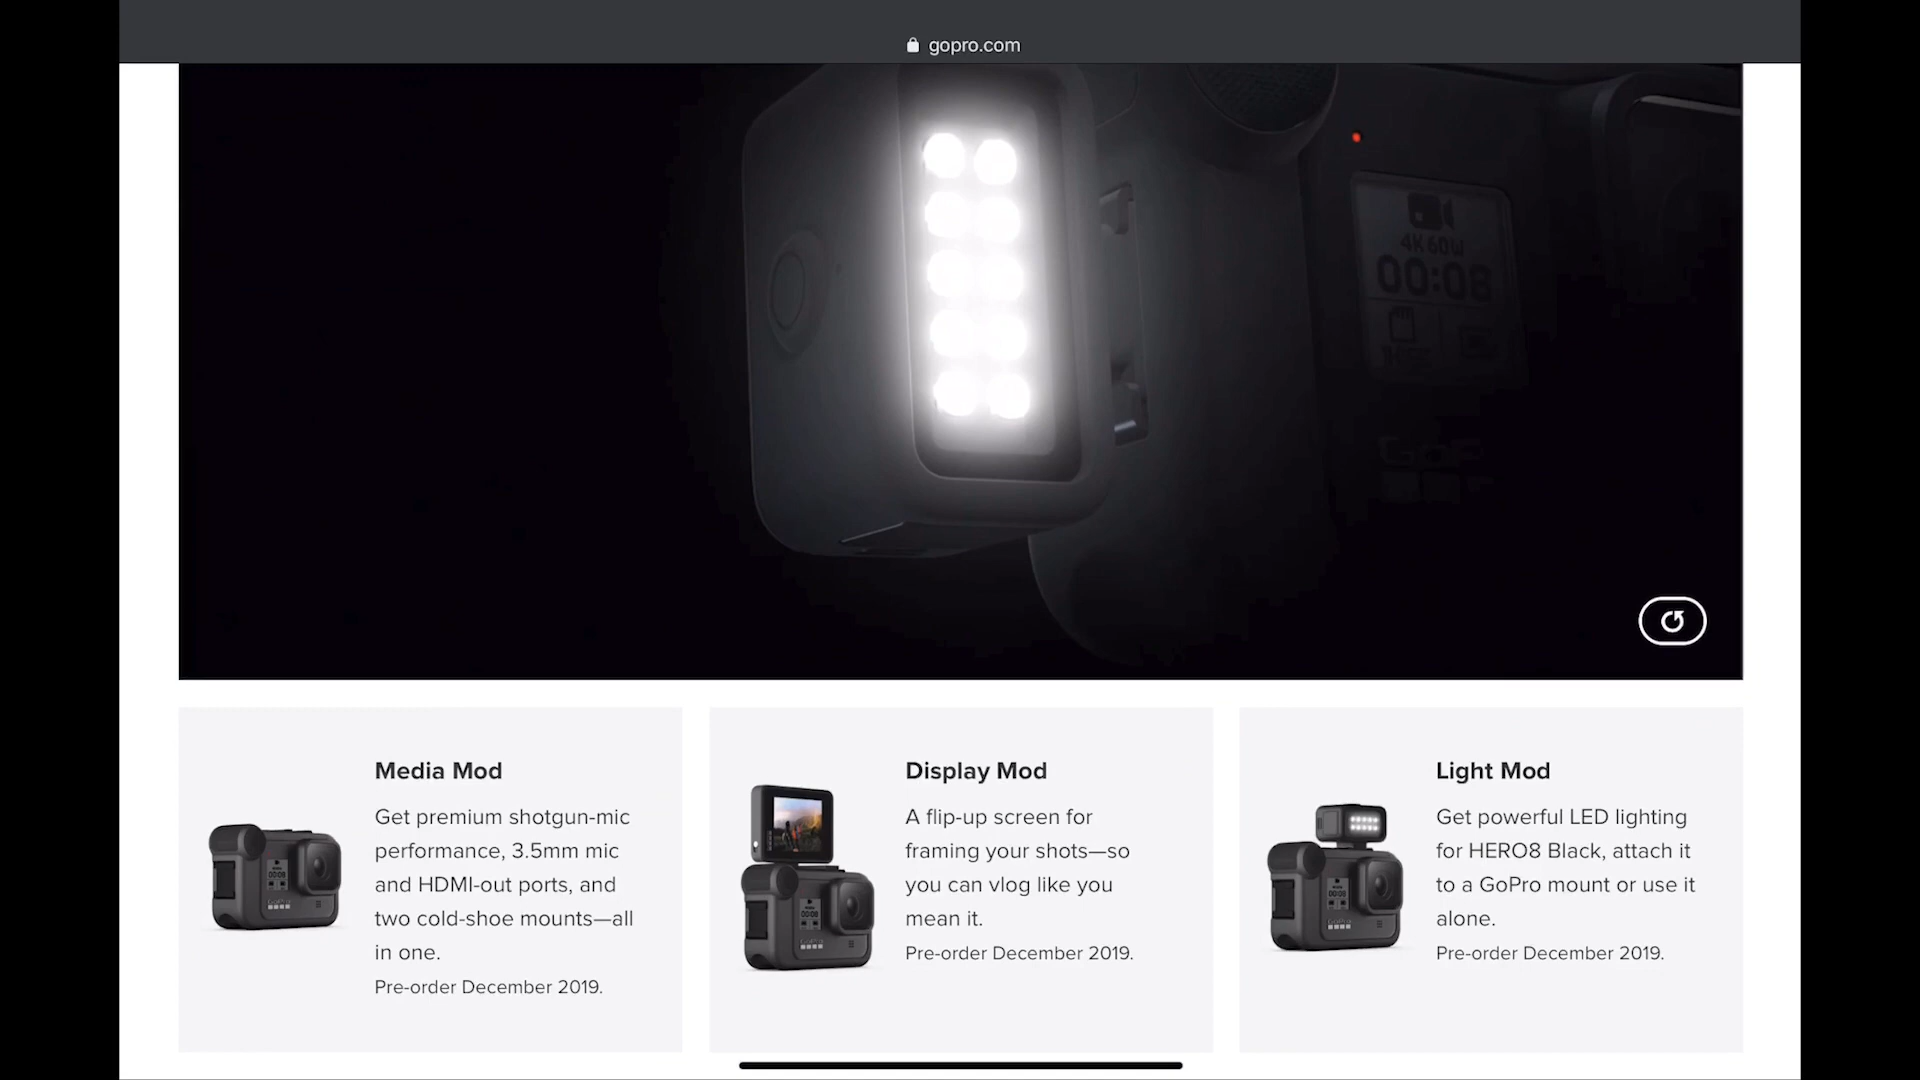 gopro.com
4K 60W
00:08
GoPr
Media Mod
Get premium shotgun-mic
performance, 3.5mm mic
and HDMI-out ports, and
two cold-shoe mounts—all
in one.
Pre-order December 2019.
Display Mod
A flip-up screen for
framing your shots—so
you can vlog like you
mean it.
Pre-order December 2019.
Light Mod
Get powerful LED lighting
for HERO8 Black, attach it
to a GoPro mount or use it
alone.
Pre-order December 2019.